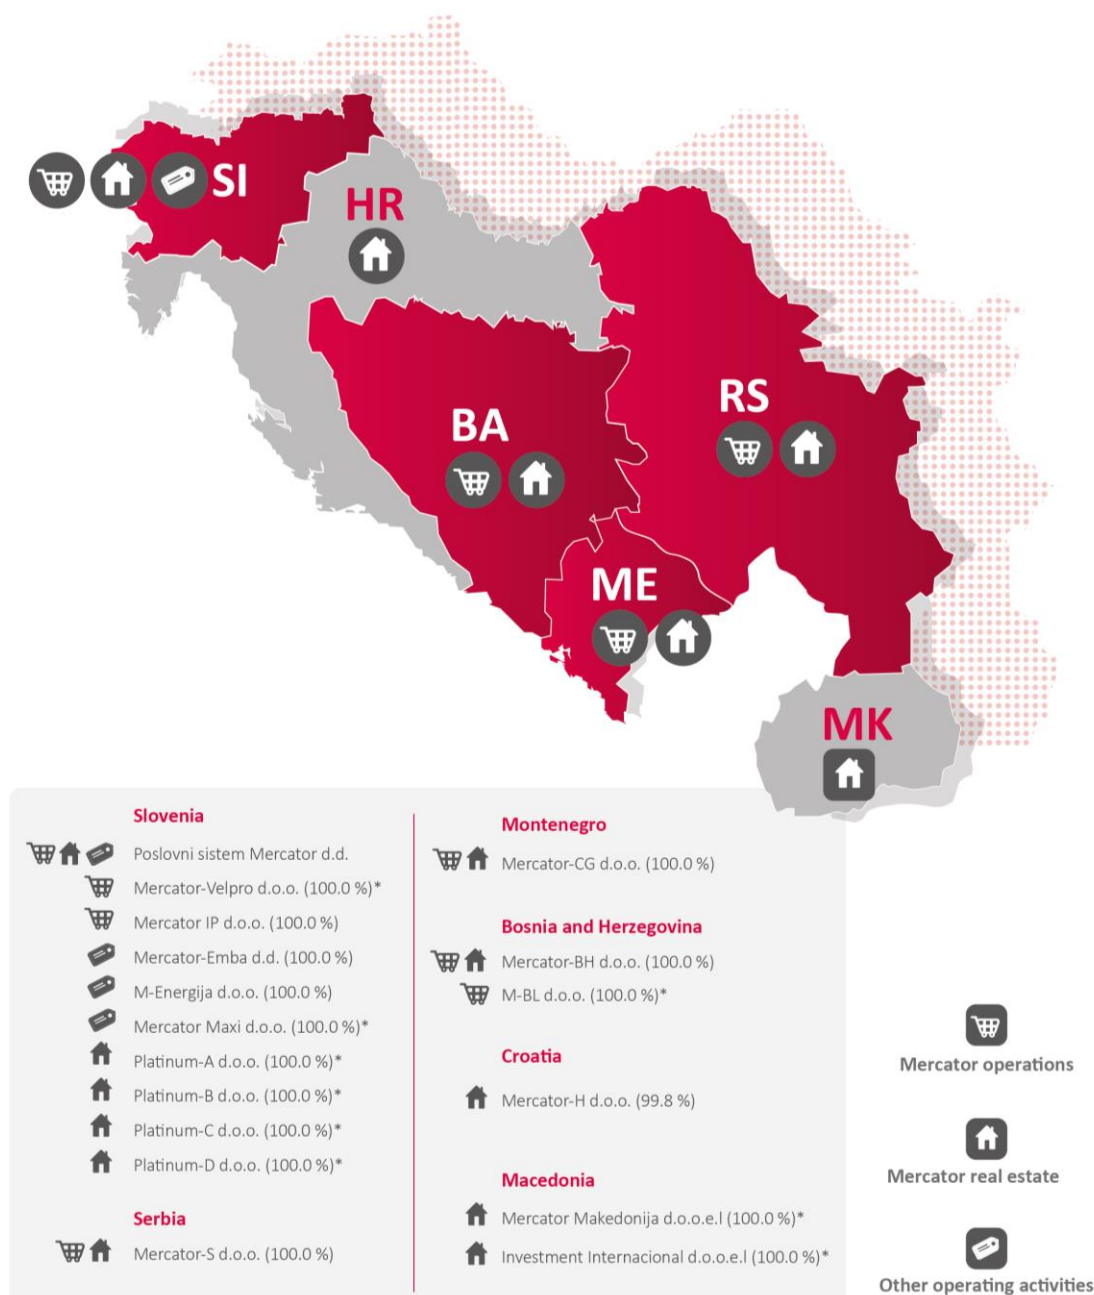 SI
HR
BA
RS
ME
MK
Slovenia
Poslovni sistem Mercator d.d.
Mercator-Velpro d.o.o. (100.0 %)*
Mercator IP d.o.o. (100.0 %)
Mercator-Emba d.d. (100.0 %)
M-Energija d.o.o. (100.0 %)
Mercator Maxi d.o.o. (100.0 %)*
Platinum-A d.o.o. (100.0 %)*
Platinum-B d.o.o. (100.0 %)*
Platinum-C d.o.o. (100.0 %)*
Platinum-D d.o.o. (100.0 %)*
Serbia
Mercator-S d.o.o. (100.0 %)
Montenegro
Mercator-CG d.o.o. (100.0 %)
Bosnia and Herzegovina
Mercator-BH d.o.o. (100.0 %)
M-BL d.o.o. (100.0 %)*
Croatia
Mercator-H d.o.o. (99.8 %)
Macedonia
Mercator Makedonija d.o.o.e.l (100.0 %)*
Investment Internacional d.o.o.e.l (100.0 %)*
Mercator operations
Mercator real estate
Other operating activities